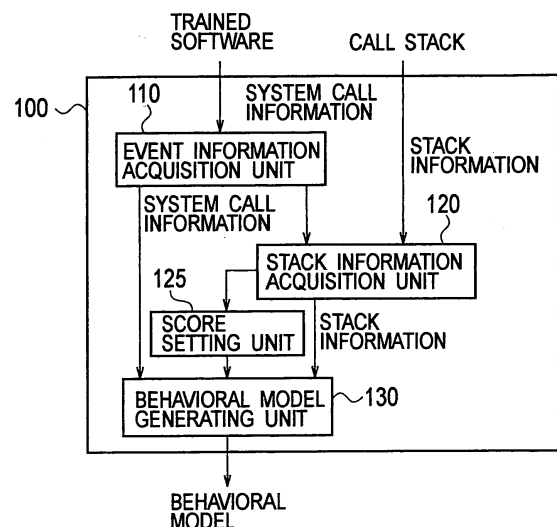 TRAINED
SOFTWARE
CALL STACK
100
110
SYSTEM CALL
INFORMATION
EVENT INFORMATION
ACQUISITION UNIT
STACK
INFORMATION
SYSTEM CALL
INFORMATION
120
STACK INFORMATION
ACQUISITION UNIT
125
SCORE
SETTING UNIT
STACK
INFORMATION
BEHAVIORAL MODEL
GENERATING UNIT
130
BEHAVIORAL
MODEL